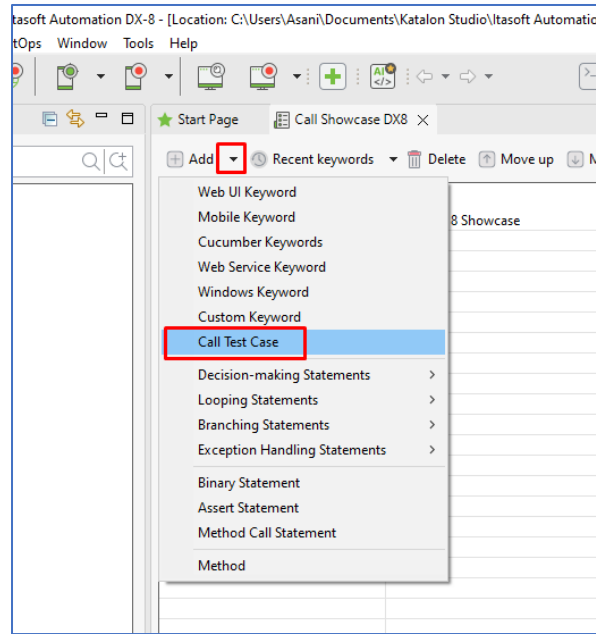 tasoft Automation DX-8 - [Location: C:\Users\Asani\Documents\Katalon Studio\Itasoft Automatio
tOps Window Tools Help
AI
</>
Start Page Call Showcase DX8
Add Recent keywords Delete Move up M
Web UI Keyword
Mobile Keyword
8 Showcase
Cucumber Keywords
Web Service Keyword
Windows Keyword
Custom Keyword
Call Test Case
Decision-making Statements
Looping Statements
Branching Statements
Exception Handling Statements
Binary Statement
Assert Statement
Method Call Statement
Method